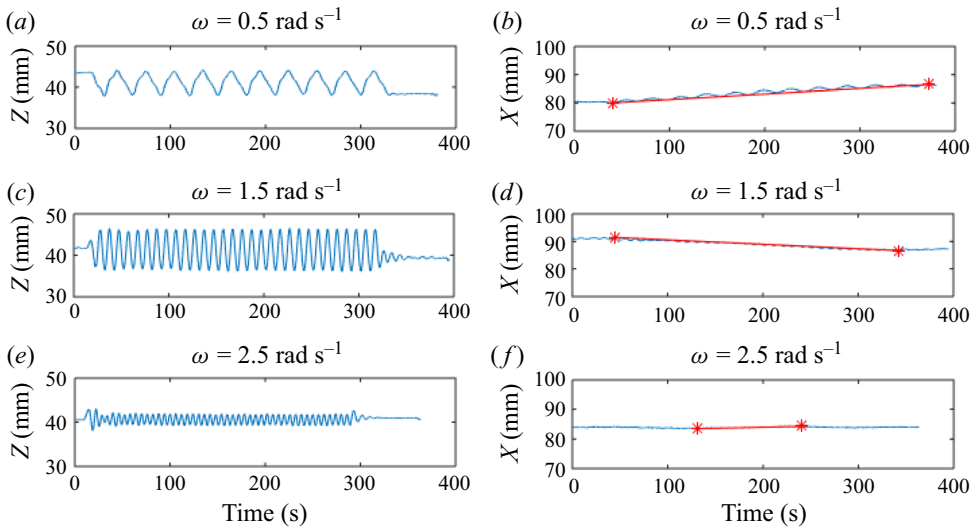 (a) ω = 0.5 rad s⁻¹ (b) ω = 0.5 rad s⁻¹
50 100
Z (mm) 40 X (mm) 90
80
30 70
0 100 200 300 400 0 100 200 300 400
(c) ω = 1.5 rad s⁻¹ (d) ω = 1.5 rad s⁻¹
50 100
Z (mm) 40 X (mm) 90
80
30 70
0 100 200 300 400 0 100 200 300 400
(e) ω = 2.5 rad s⁻¹ (f) ω = 2.5 rad s⁻¹
50 100
Z (mm) 40 X (mm) 90
80
30 70
0 100 200 300 400 0 100 200 300 400
Time (s) Time (s)